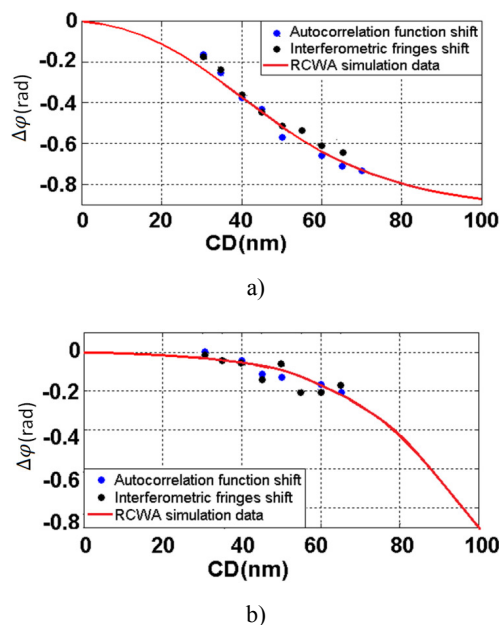 0
-0.2
-0.4
-0.6
-0.8
Δφ(rad)
Autocorrelation function shift
Interferometric fringes shift
RCWA simulation data
0 20 40 60 80 100
CD(nm)
a)
0
-0.2
-0.4
-0.6
-0.8
Δφ(rad)
Autocorrelation function shift
Interferometric fringes shift
RCWA simulation data
0 20 40 60 80 100
CD(nm)
b)